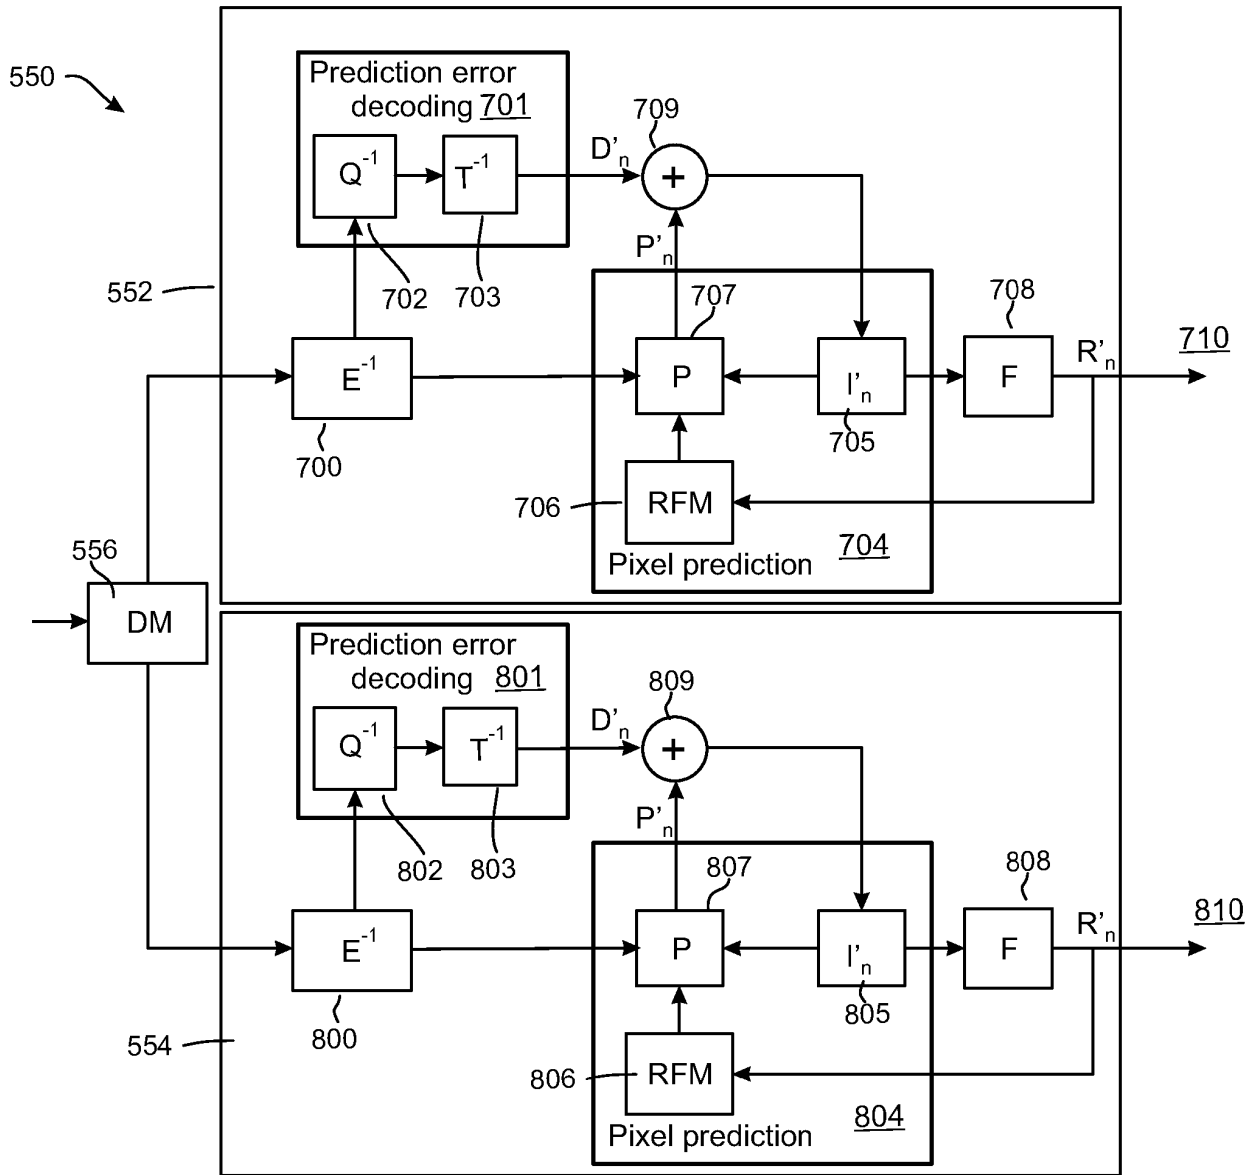 550
Prediction error
decoding 701
Q⁻¹
T⁻¹
702
703
D'ₙ
709
+
P'ₙ
552
707
708
E⁻¹
700
P
I'ₙ
705
F
R'ₙ
710
706
RFM
704
Pixel prediction
556
DM
Prediction error
decoding 801
Q⁻¹
T⁻¹
802
803
D'ₙ
809
+
P'ₙ
807
808
E⁻¹
800
P
I'ₙ
805
F
R'ₙ
810
554
806
RFM
804
Pixel prediction